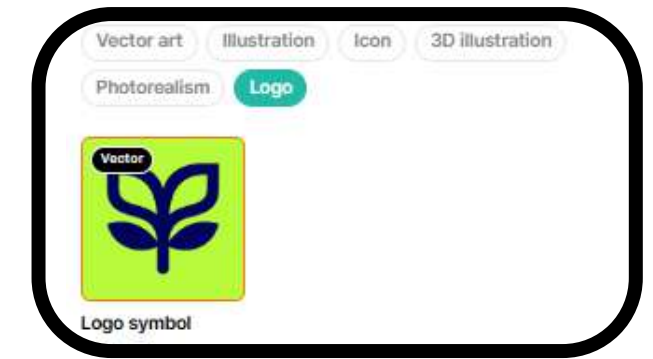 Vector art Illustration Icon 3D illustration
Photorealism Logo
Vector
Logo symbol